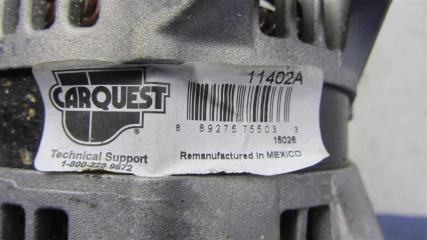 CARQUEST
®
Technical Support
1-800-228-9672
11402A
8 89275 75503 3
15026
Remanufactured in MEXICO